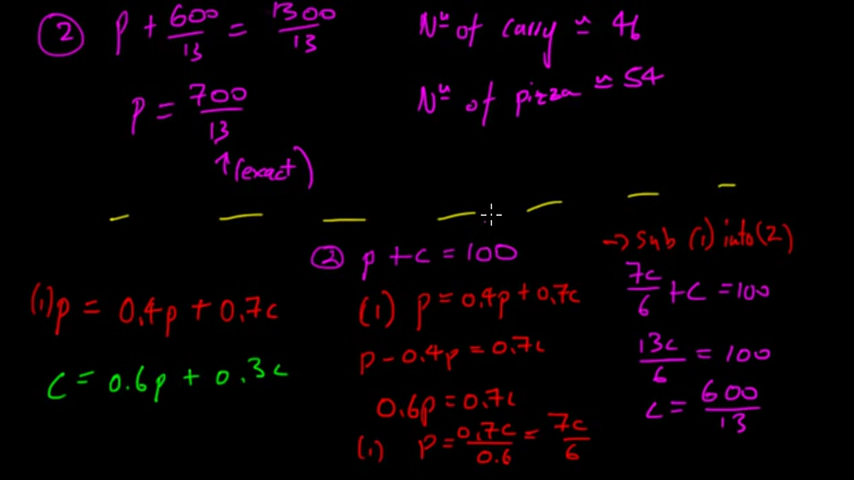 ② p + 600/13 = 1300/13
Nº of carry ≃ 46
p = 700/13
Nº of pizza ≃ 54
↑(exact)
→ Sub (1) into (2)
② p + c = 100
7c/6 + c = 100
(1) p = 0.4p + 0.7c
(1) p = 0.4p + 0.7c
p - 0.4p = 0.7c
13c/6 = 100
c = 0.6p + 0.3c
0.6p = 0.7c
c = 600/13
(1) p = 0.7c/0.6 = 7c/6